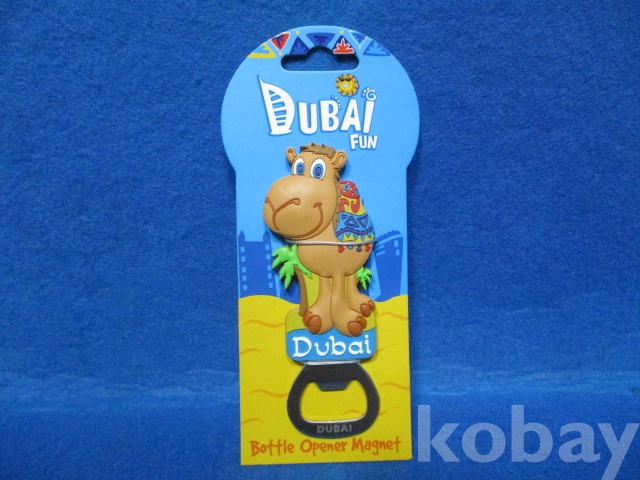 DUBAI
FUN
Dubai
DUBAI
Bottle Opener Magnet
kobay